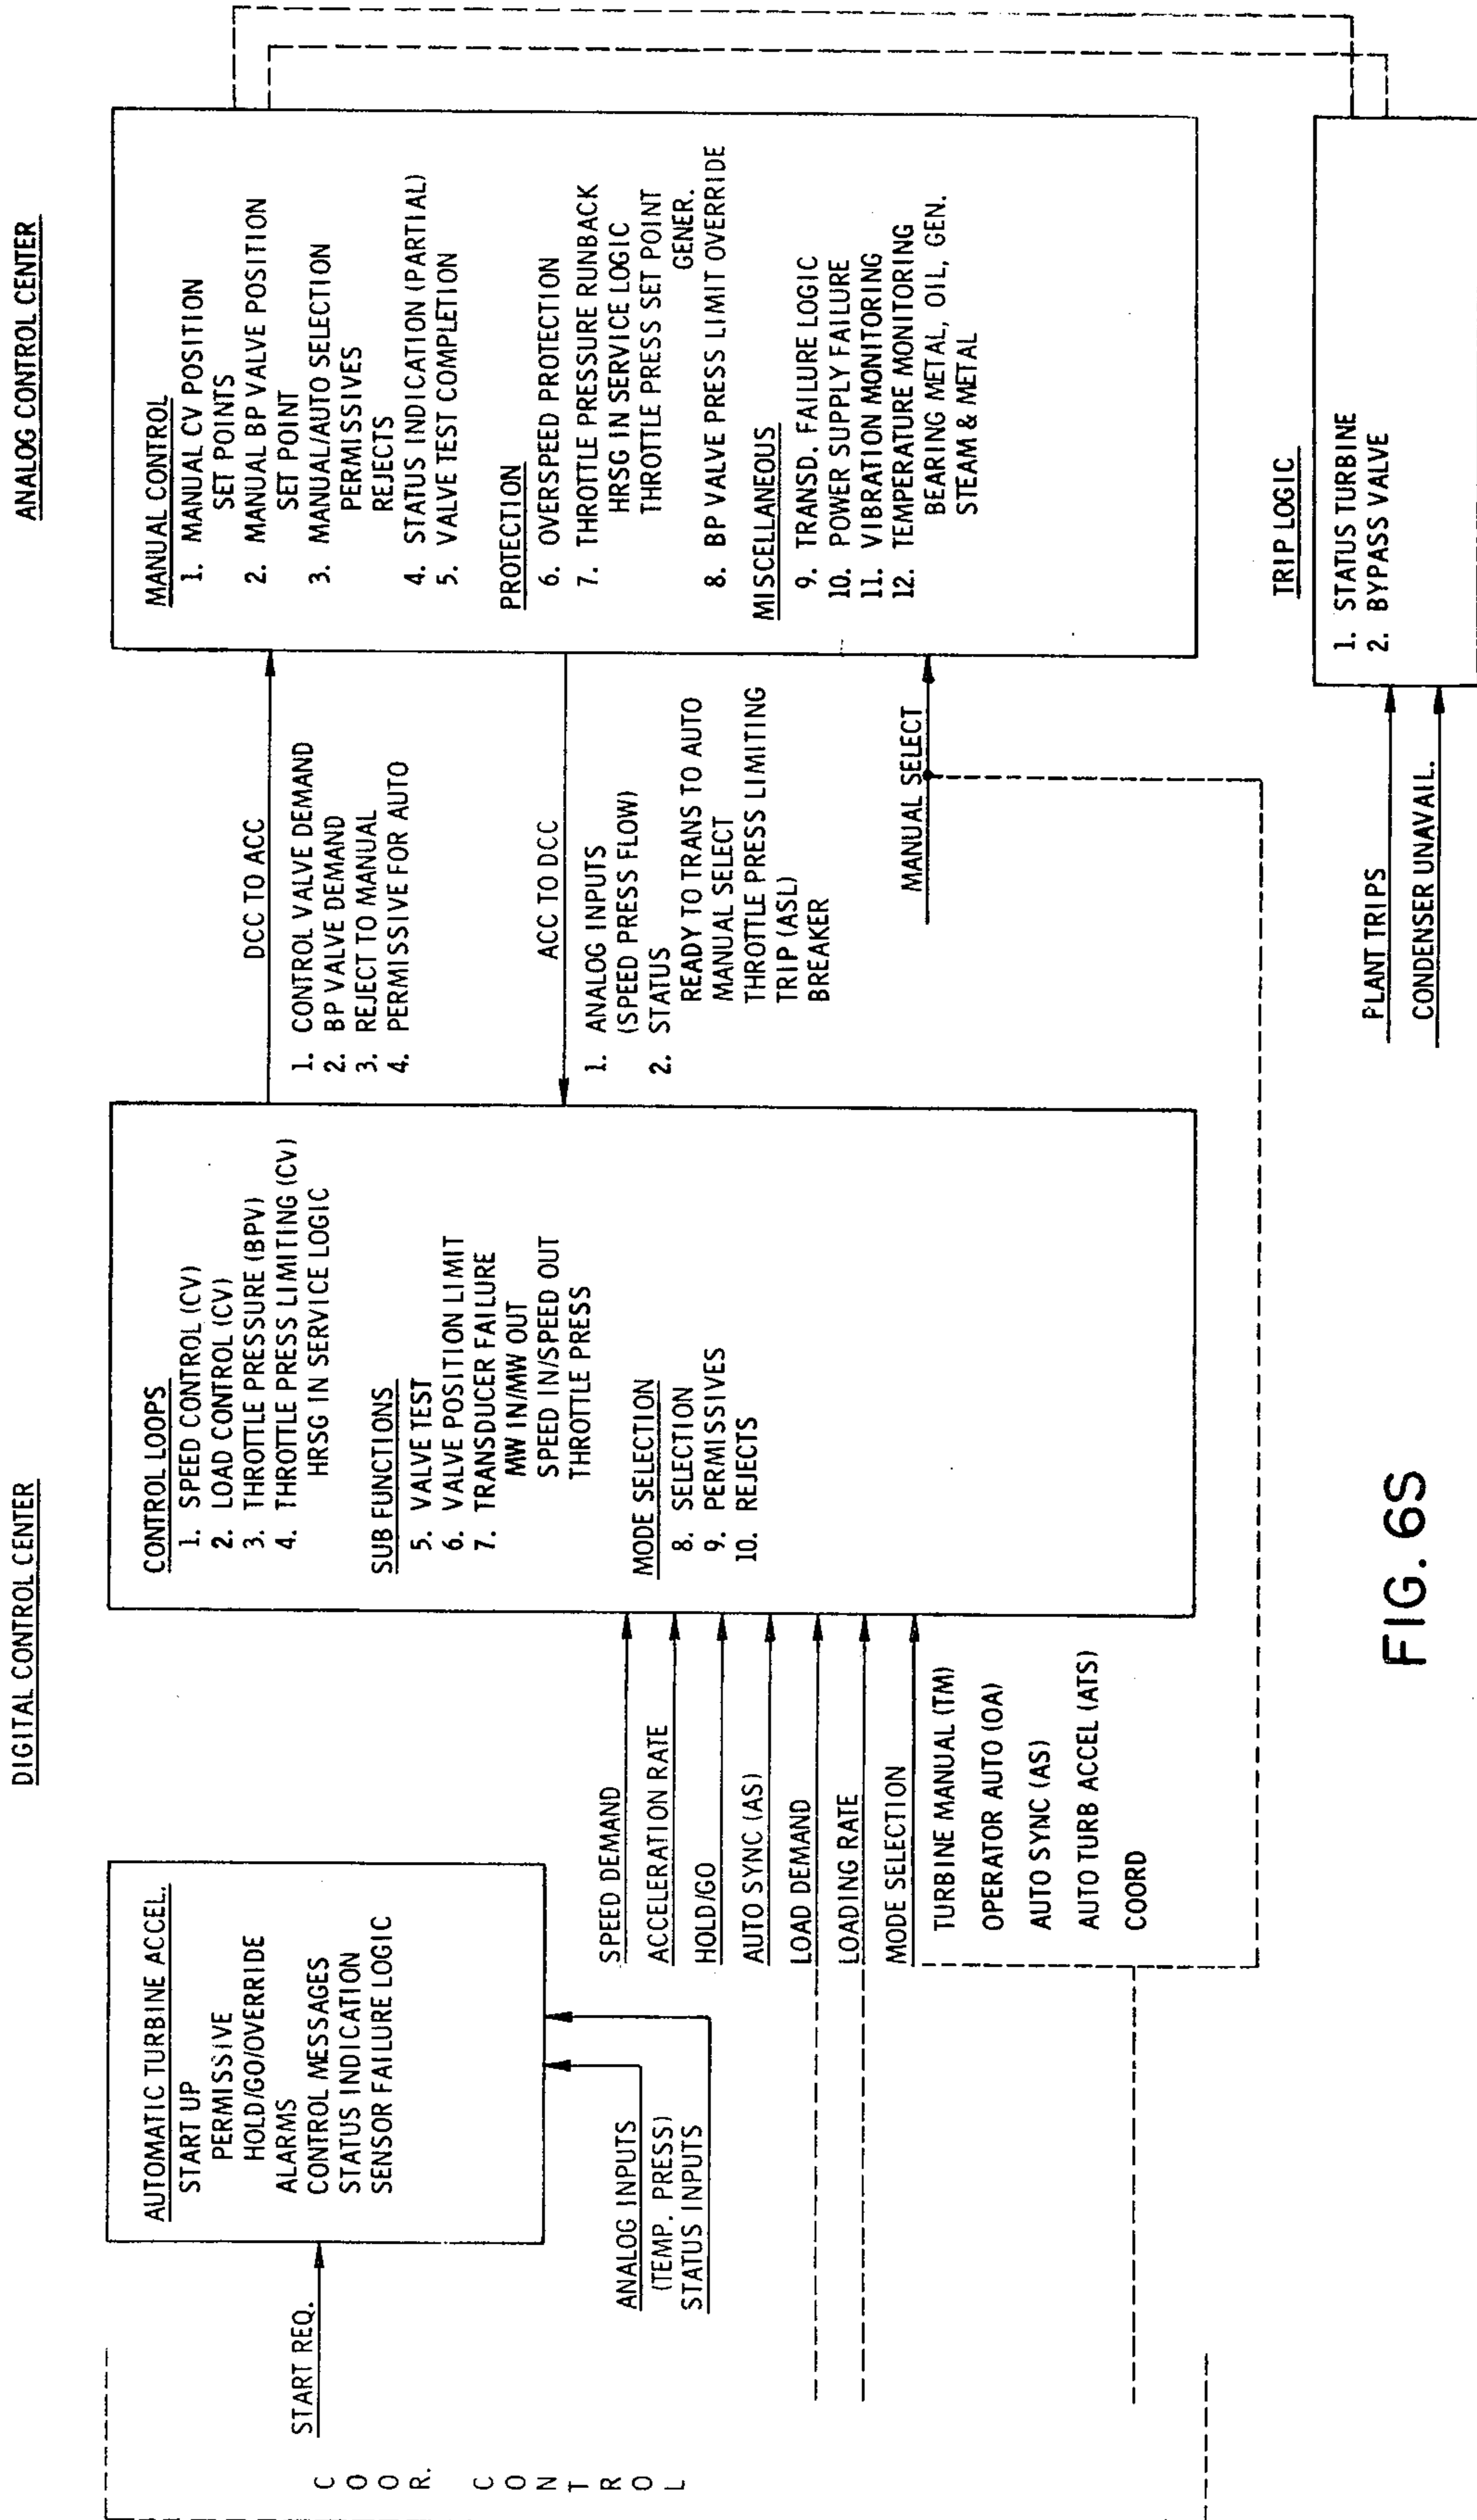 DIGITAL CONTROL CENTER
ANALOG CONTROL CENTER
COOR. CONTROL
START REQ.
AUTOMATIC TURBINE ACCEL.
START UP
PERMISSIVE
HOLD/GO/OVERRIDE
ALARMS
CONTROL MESSAGES
STATUS INDICATION
SENSOR FAILURE LOGIC
ANALOG INPUTS
(TEMP. PRESS)
STATUS INPUTS
SPEED DEMAND
ACCELERATION RATE
HOLD/GO
AUTO SYNC (AS)
LOAD DEMAND
LOADING RATE
MODE SELECTION
TURBINE MANUAL (TM)
OPERATOR AUTO (OA)
AUTO SYNC (AS)
AUTO TURB ACCEL (ATS)
COORD
CONTROL LOOPS
1. SPEED CONTROL (CV)
2. LOAD CONTROL (CV)
3. THROTTLE PRESSURE (BPV)
4. THROTTLE PRESS LIMITING (CV)
HRSG IN SERVICE LOGIC
SUB FUNCTIONS
5. VALVE TEST
6. VALVE POSITION LIMIT
7. TRANSDUCER FAILURE
MW IN/MW OUT
SPEED IN/SPEED OUT
THROTTLE PRESS
MODE SELECTION
8. SELECTION
9. PERMISSIVES
10. REJECTS
DCC TO ACC
1. CONTROL VALVE DEMAND
2. BP VALVE DEMAND
3. REJECT TO MANUAL
4. PERMISSIVE FOR AUTO
ACC TO DCC
1. ANALOG INPUTS
(SPEED PRESS FLOW)
2. STATUS
READY TO TRANS TO AUTO
MANUAL SELECT
THROTTLE PRESS LIMITING
TRIP (ASL)
BREAKER
MANUAL SELECT
MANUAL CONTROL
1. MANUAL CV POSITION
SET POINTS
2. MANUAL BP VALVE POSITION
SET POINT
3. MANUAL/AUTO SELECTION
PERMISSIVES
REJECTS
4. STATUS INDICATION (PARTIAL)
5. VALVE TEST COMPLETION
PROTECTION
6. OVERSPEED PROTECTION
7. THROTTLE PRESSURE RUNBACK
HRSG IN SERVICE LOGIC
THROTTLE PRESS SET POINT
GENER.
8. BP VALVE PRESS LIMIT OVERRIDE
MISCELLANEOUS
9. TRANSD. FAILURE LOGIC
10. POWER SUPPLY FAILURE
11. VIBRATION MONITORING
12. TEMPERATURE MONITORING
BEARING METAL, OIL, GEN.
STEAM & METAL
PLANT TRIPS
CONDENSER UNAVAIL.
TRIP LOGIC
1. STATUS TURBINE
2. BYPASS VALVE
FIG. 6S